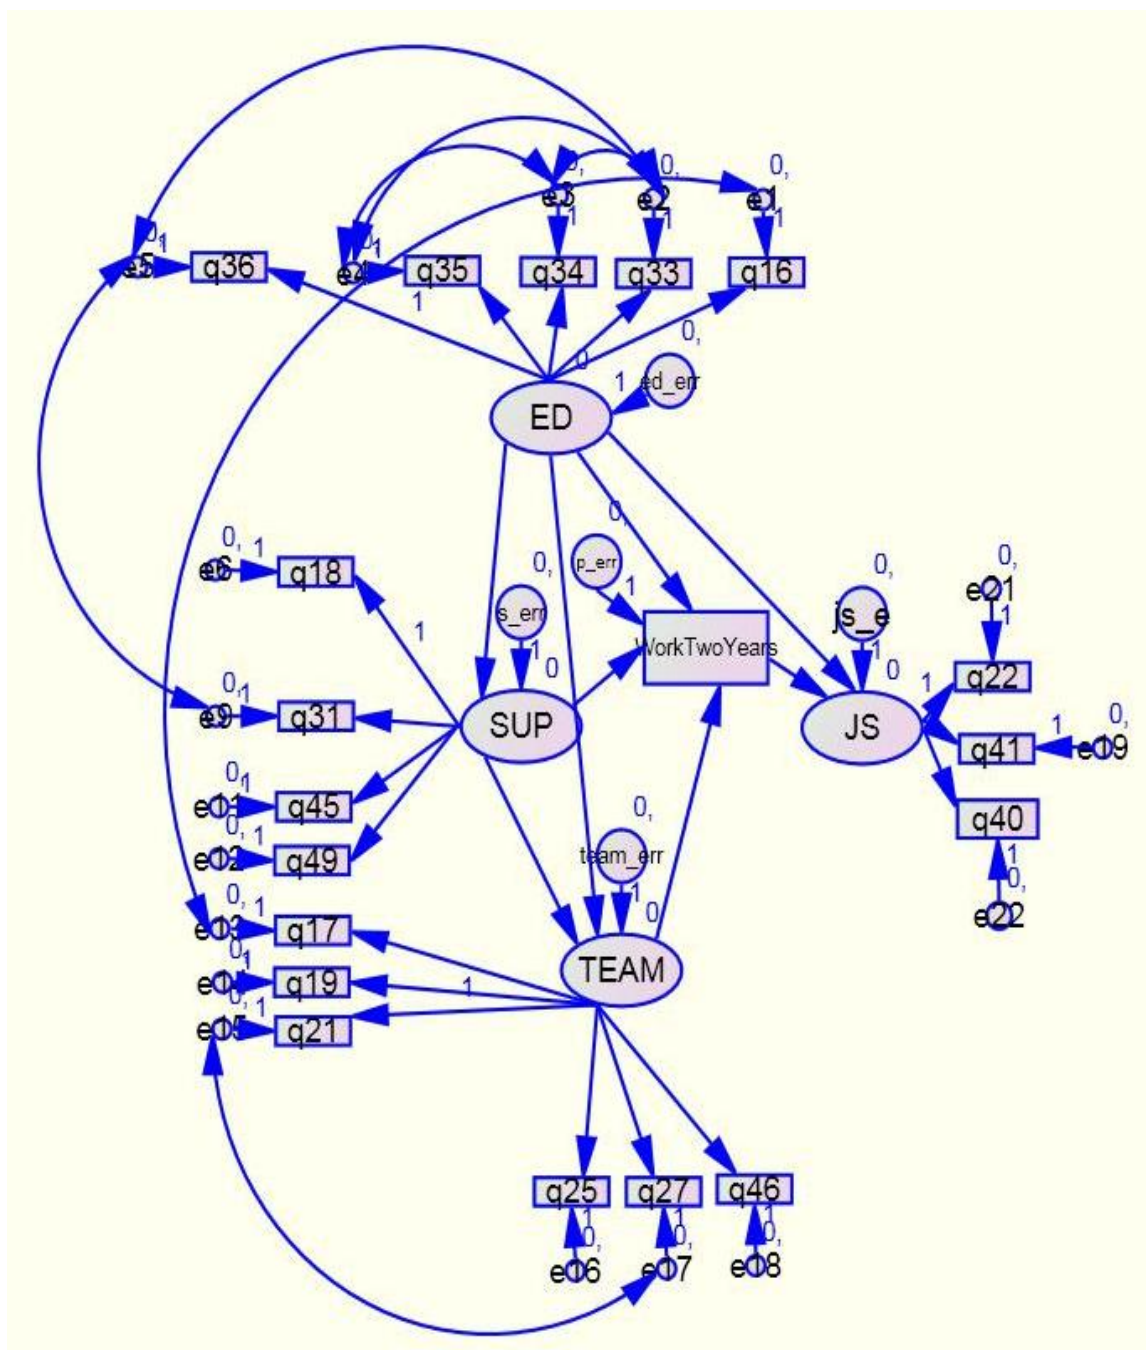 0, 0, 0,
e3 e2 e1
1 1 1
0, 1 0, 1
e5 q36 e4 q35 q34 q33 q16
1 0 0,
1 ed_err
ED
0,
0, 1 0, p_err 0, 0,
e6 q18 s_err 1 js_e e21
1 1 0 WorkTwoYears 1 0 1
0, 1 1 q22
e9 q31 SUP JS 1 0,
q41 e19
0, 1
e11 q45 0, q40
0, 1 team_err 1
e12 q49 1 0 0,
0, 1 e22
e13 q17
0, 1 TEAM
q19 1
0, 1
e15 q21
q25 q27 q46
1 1 1
0, 0, 0,
e16 e17 e18